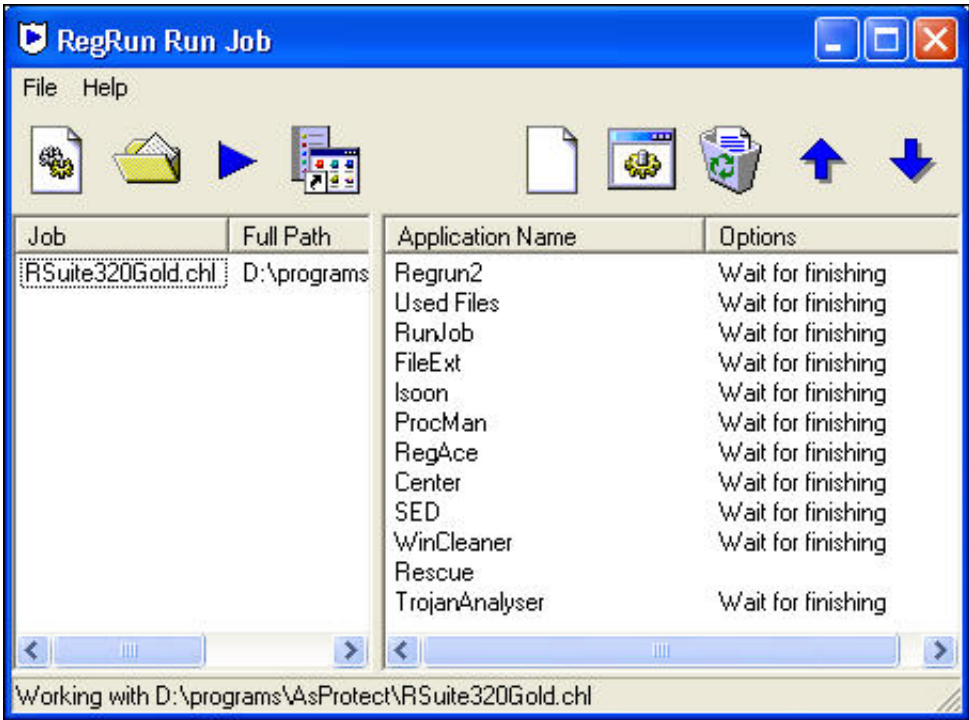 RegRun Run Job
File Help
Job Full Path Application Name Options
RSuite320Gold.chl D:\programs Regrun2 Wait for finishing
Used Files Wait for finishing
RunJob Wait for finishing
FileExt Wait for finishing
Isoon Wait for finishing
ProcMan Wait for finishing
RegAce Wait for finishing
Center Wait for finishing
SED Wait for finishing
WinCleaner Wait for finishing
Rescue
TrojanAnalyser Wait for finishing
Working with D:\programs\AsProtect\RSuite320Gold.chl